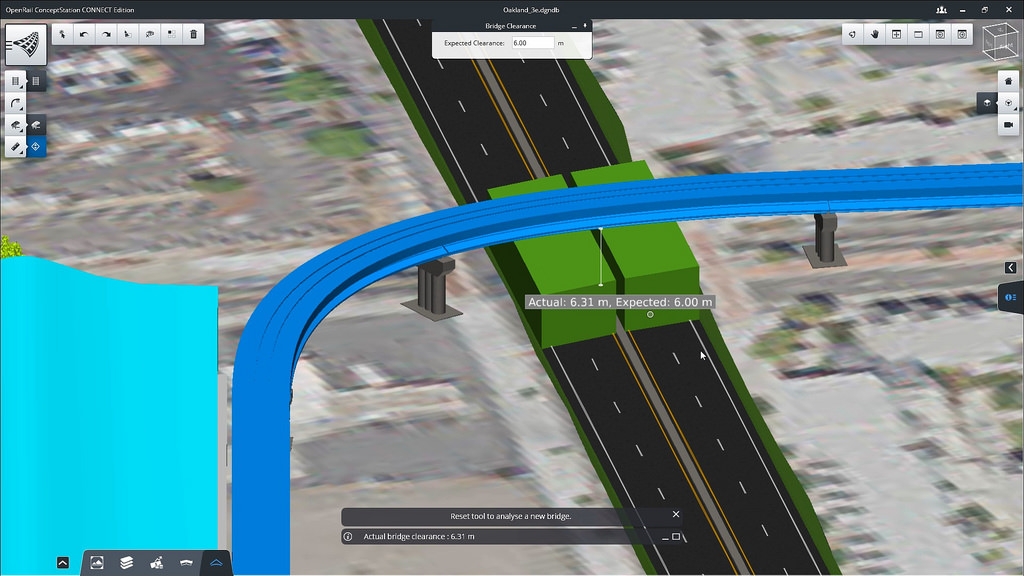 OpenRail ConceptStation CONNECT Edition
Oakland_3e.dgndb
Bridge Clearance
Expected Clearance: 6.00 m
Actual: 6.31 m, Expected: 6.00 m
Reset tool to analyse a new bridge.
Actual bridge clearance : 6.31 m